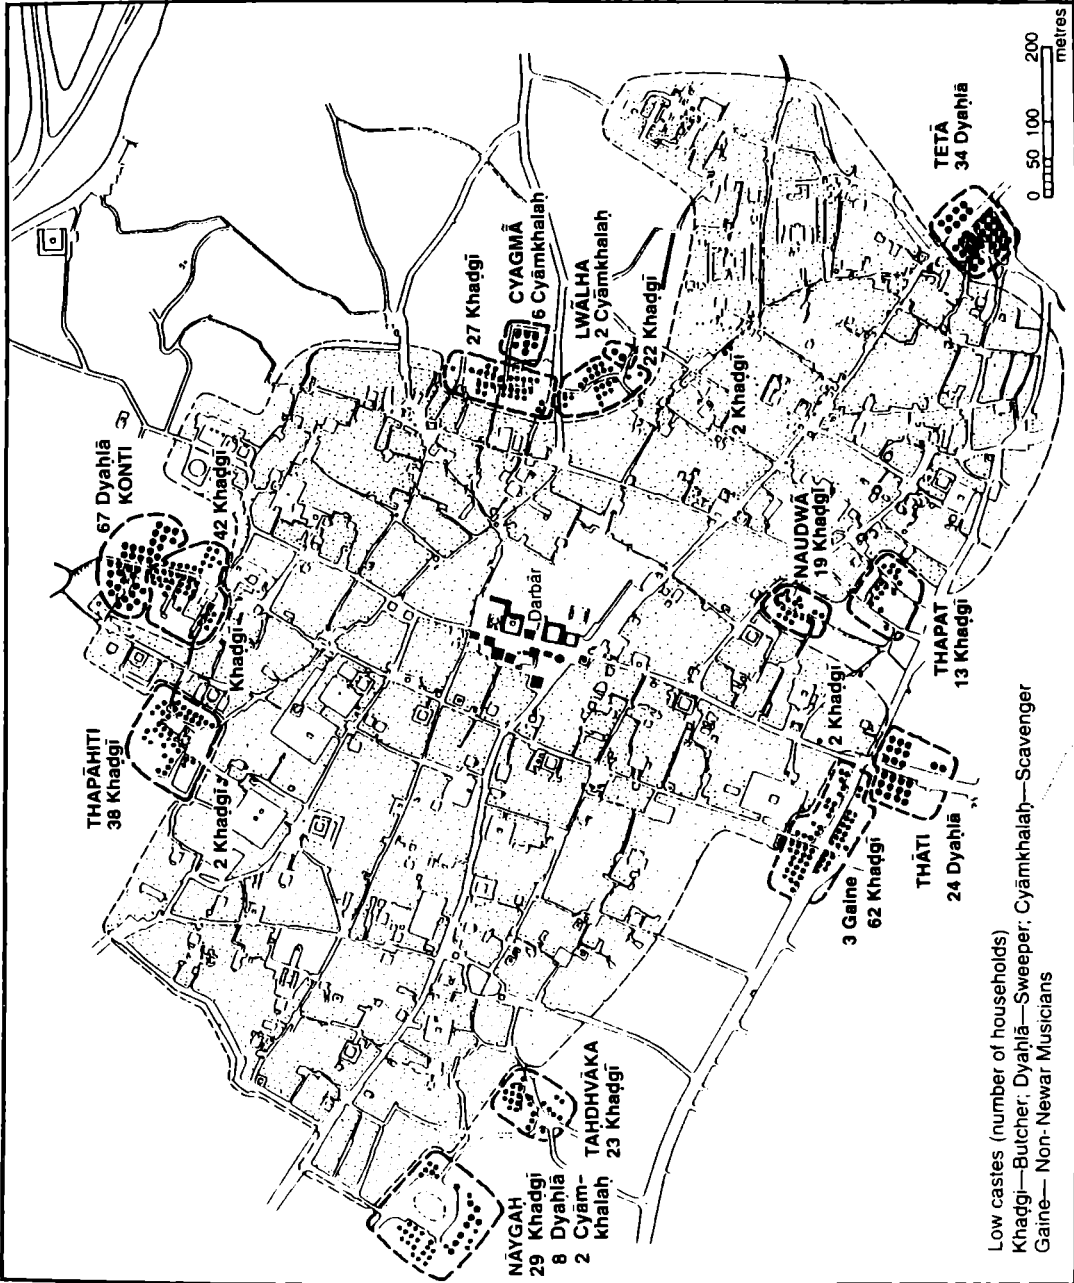 67 Dyaḥlā
KONTI
42 Khaḍgī
Khaḍgī
THAPĀHITI
38 Khaḍgī
2 Khaḍgī
27 Khaḍgī
CYAGMĀ
6 Cyāmkhalaḥ
LWĀLHA
2 Cyāmkhalaḥ
22 Khaḍgī
2 Khaḍgī
TETĀ
34 Dyaḥlā
0 50 100 200
metres
Darbār
NAUDWĀ
19 Khaḍgī
THAPAT
13 Khaḍgī
2 Khaḍgī
3 Gaine
62 Khaḍgī
THĀTI
24 Dyaḥlā
TAHDHVĀKA
23 Khaḍgī
NĀYGAḤ
29 Khaḍgī
8 Dyaḥlā
2 Cyām-
khalaḥ
Low castes (number of households)
Khaḍgī—Butcher; Dyaḥlā—Sweeper; Cyāmkhalaḥ—Scavenger
Gaine— Non-Newar Musicians